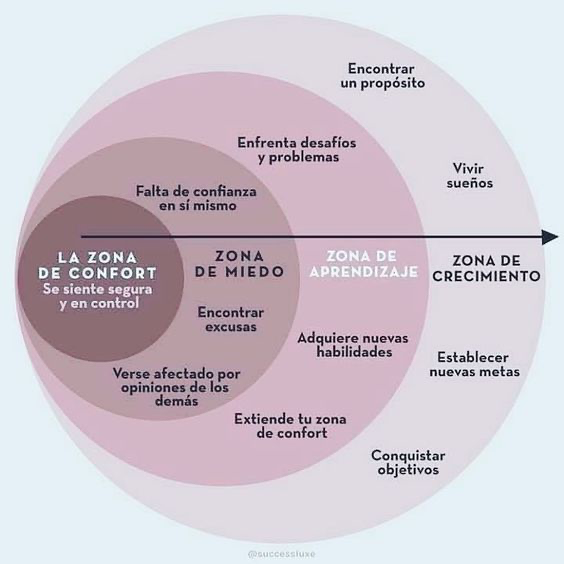 Encontrar
un propósito
Enfrenta desafíos
y problemas
Vivir
sueños
Falta de confianza
en sí mismo
LA ZONA
DE CONFORT
Se siente segura
y en control
ZONA
DE MIEDO
ZONA DE
APRENDIZAJE
ZONA DE
CRECIMIENTO
Encontrar
excusas
Adquiere nuevas
habilidades
Establecer
nuevas metas
Verse afectado por
opiniones de los
demás
Extiende tu zona
de confort
Conquistar
objetivos
@successluxe